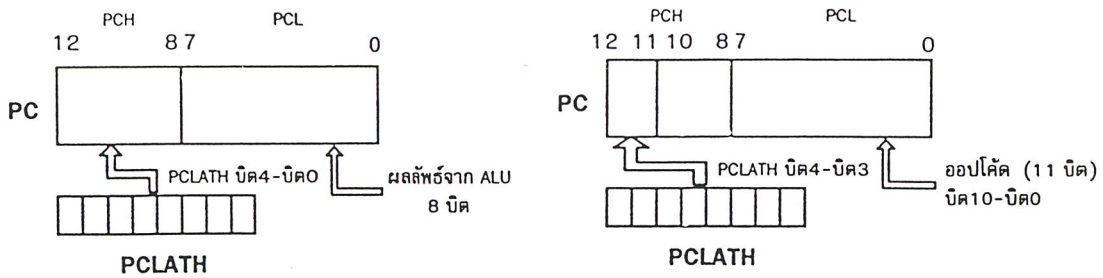 PCH PCL
12 8 7 0
PC
PCLATH บิต4-บิต0
ผลลัพธ์จาก ALU
8 บิต
PCLATH
PCH PCL
12 11 10 8 7 0
PC
PCLATH บิต4-บิต3
ออปโค้ด (11 บิต)
บิต10-บิต0
PCLATH